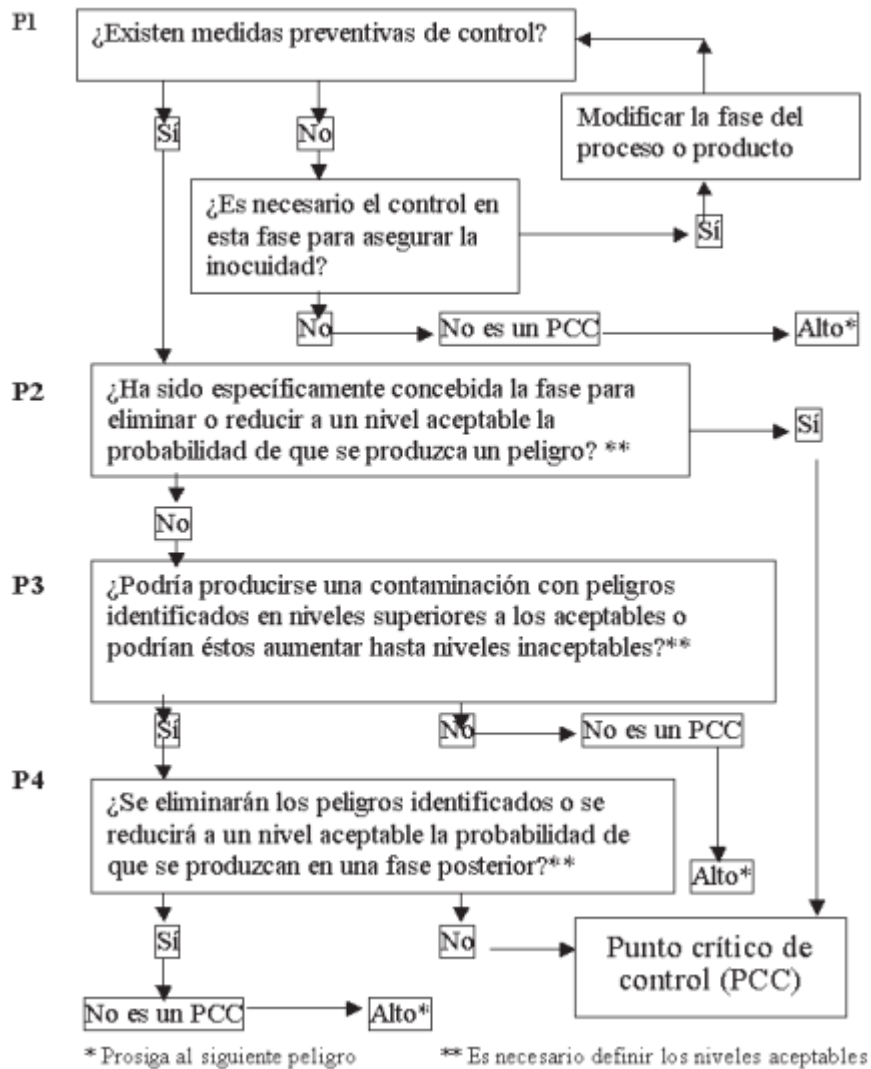 P1
¿Existen medidas preventivas de control?
Sí
No
Modificar la fase del
proceso o producto
¿Es necesario el control en
esta fase para asegurar la
inocuidad?
Sí
No
No es un PCC
Alto*
P2
¿Ha sido específicamente concebida la fase para
eliminar o reducir a un nivel aceptable la
probabilidad de que se produzca un peligro? **
Sí
No
P3
¿Podría producirse una contaminación con peligros
identificados en niveles superiores a los aceptables o
podrían éstos aumentar hasta niveles inaceptables?**
Sí
No
No es un PCC
Alto*
P4
¿Se eliminarán los peligros identificados o se
reducirá a un nivel aceptable la probabilidad de
que se produzcan en una fase posterior?**
Sí
No
Punto crítico de
control (PCC)
No es un PCC
Alto*
* Prosiga al siguiente peligro
** Es necesario definir los niveles aceptables